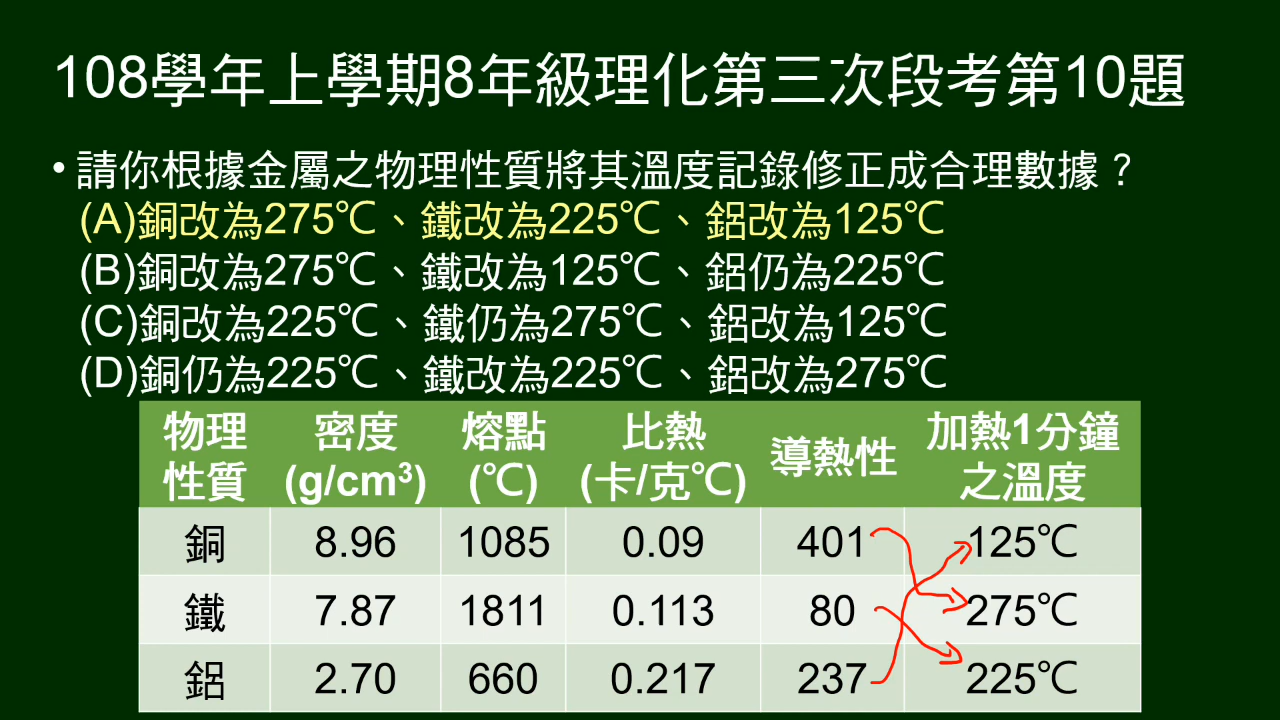 108學年上學期8年級理化第三次段考第10題
•請你根據金屬之物理性質將其溫度記錄修正成合理數據？
(A)銅改為275℃、鐵改為225℃、鋁改為125℃
(B)銅改為275℃、鐵改為125℃、鋁仍為225℃
(C)銅改為225℃、鐵仍為275℃、鋁改為125℃
(D)銅仍為225℃、鐵改為225℃、鋁改為275℃
物理性質 密度(g/cm³) 熔點(℃) 比熱(卡/克℃) 導熱性 加熱1分鐘之溫度
銅 8.96 1085 0.09 401 125℃
鐵 7.87 1811 0.113 80 275℃
鋁 2.70 660 0.217 237 225℃